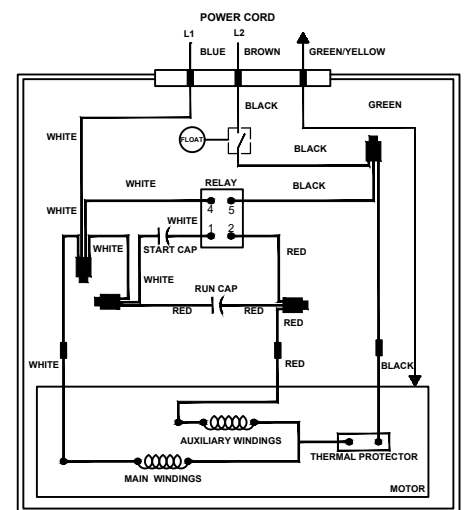 POWER CORD
L1 L2
BLUE BROWN GREEN/YELLOW
BLACK GREEN
WHITE
FLOAT
BLACK
WHITE RELAY BLACK
4 5
WHITE WHITE
1 2
WHITE START CAP RED
WHITE
RUN CAP
RED RED
RED
WHITE RED BLACK
AUXILIARY WINDINGS
THERMAL PROTECTOR
MAIN WINDINGS
MOTOR